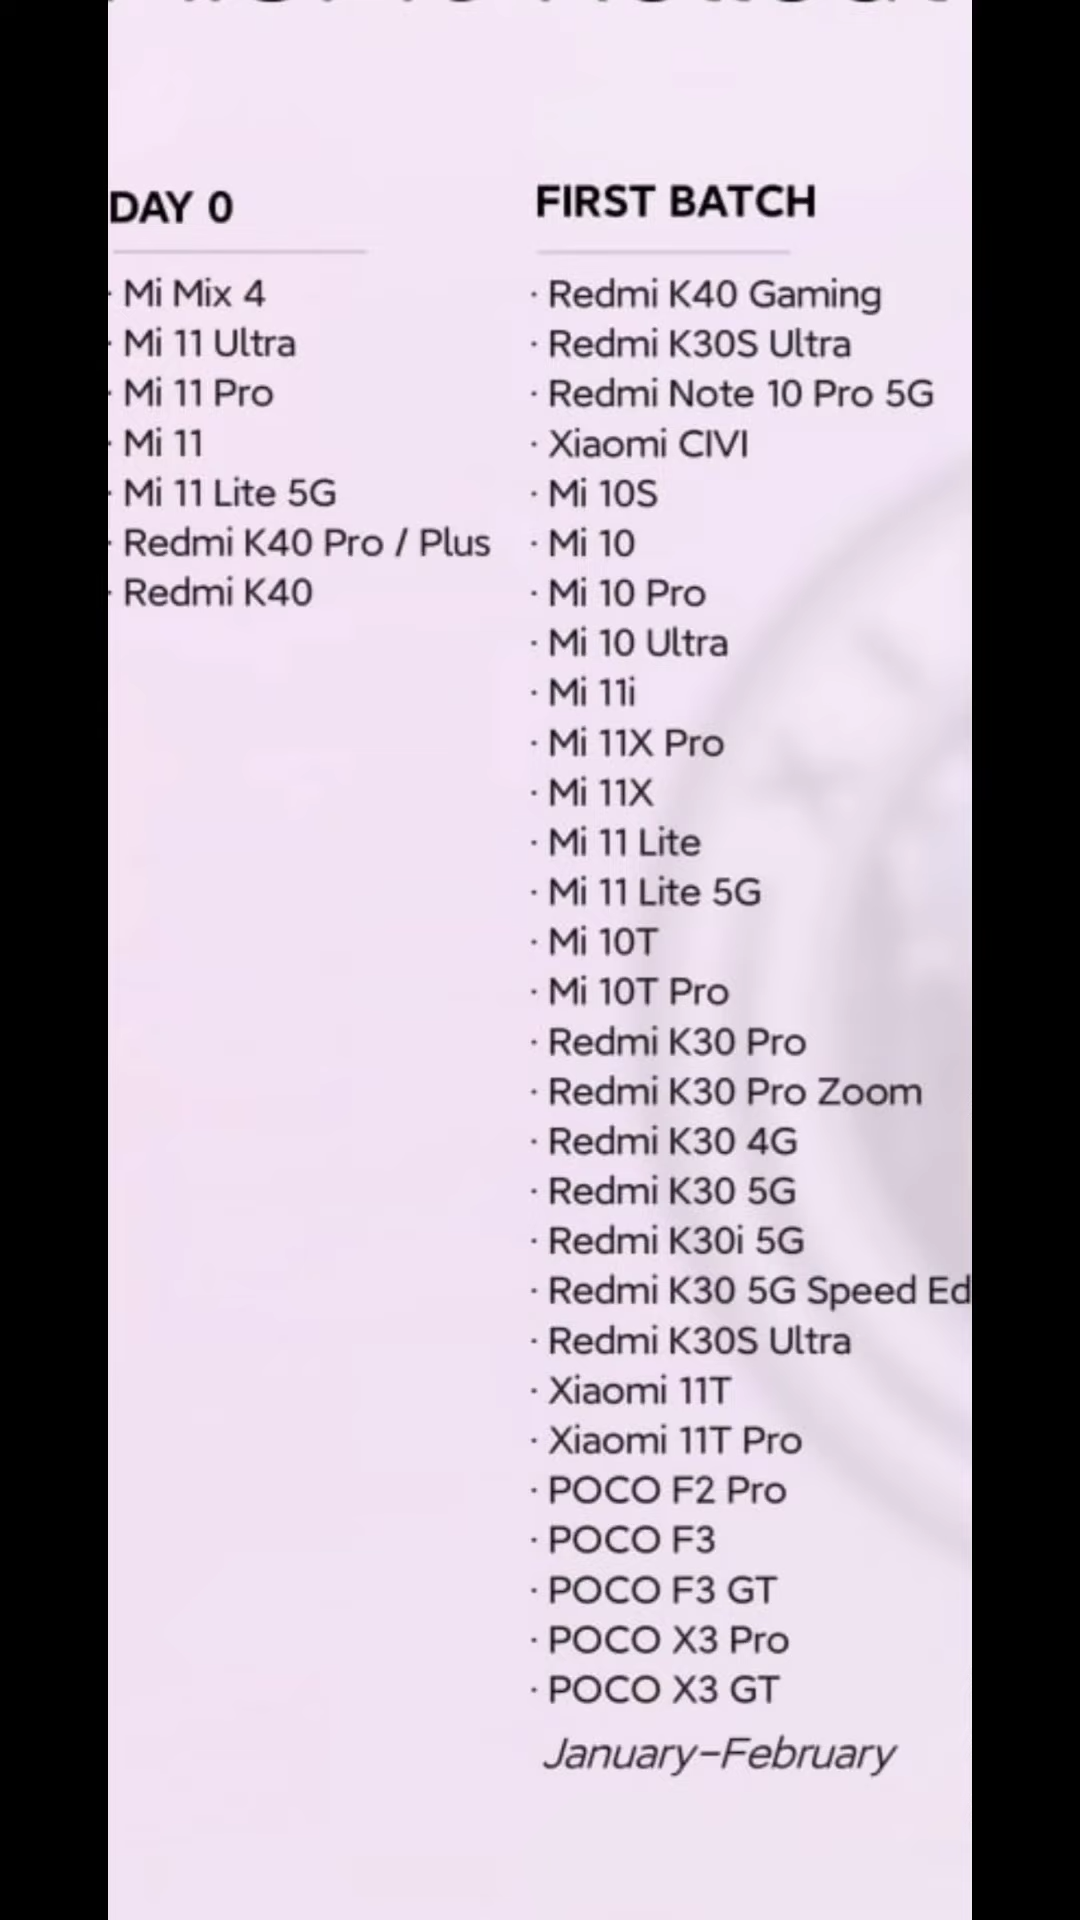 DAY 0
· Mi Mix 4
· Mi 11 Ultra
· Mi 11 Pro
· Mi 11
· Mi 11 Lite 5G
· Redmi K40 Pro / Plus
· Redmi K40
FIRST BATCH
· Redmi K40 Gaming
· Redmi K30S Ultra
· Redmi Note 10 Pro 5G
· Xiaomi CIVI
· Mi 10S
· Mi 10
· Mi 10 Pro
· Mi 10 Ultra
· Mi 11i
· Mi 11X Pro
· Mi 11X
· Mi 11 Lite
· Mi 11 Lite 5G
· Mi 10T
· Mi 10T Pro
· Redmi K30 Pro
· Redmi K30 Pro Zoom
· Redmi K30 4G
· Redmi K30 5G
· Redmi K30i 5G
· Redmi K30 5G Speed Ed
· Redmi K30S Ultra
· Xiaomi 11T
· Xiaomi 11T Pro
· POCO F2 Pro
· POCO F3
· POCO F3 GT
· POCO X3 Pro
· POCO X3 GT
January–February